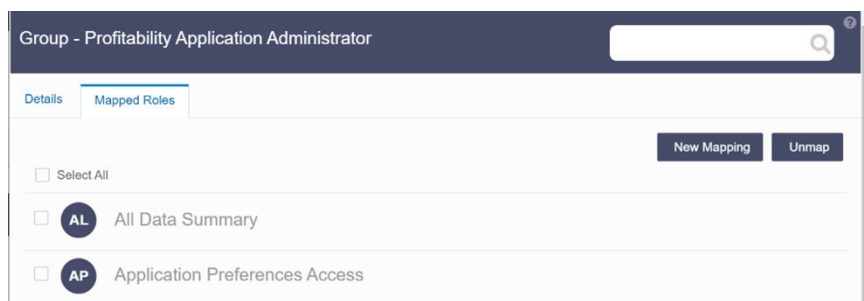 Group - Profitability Application Administrator
?
Details Mapped Roles
New Mapping Unmap
Select All
AL All Data Summary
AP Application Preferences Access